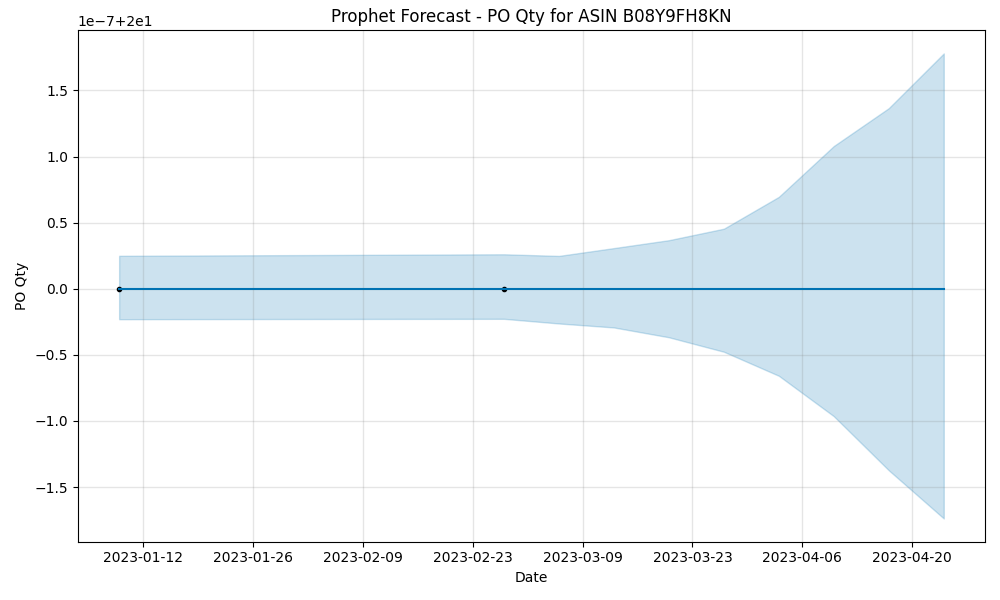 Prophet Forecast - PO Qty for ASIN B08Y9FH8KN
1e−7+2e1
PO Qty
1.5
1.0
0.5
0.0
−0.5
−1.0
−1.5
2023-01-12 2023-01-26 2023-02-09 2023-02-23 2023-03-09 2023-03-23 2023-04-06 2023-04-20
Date